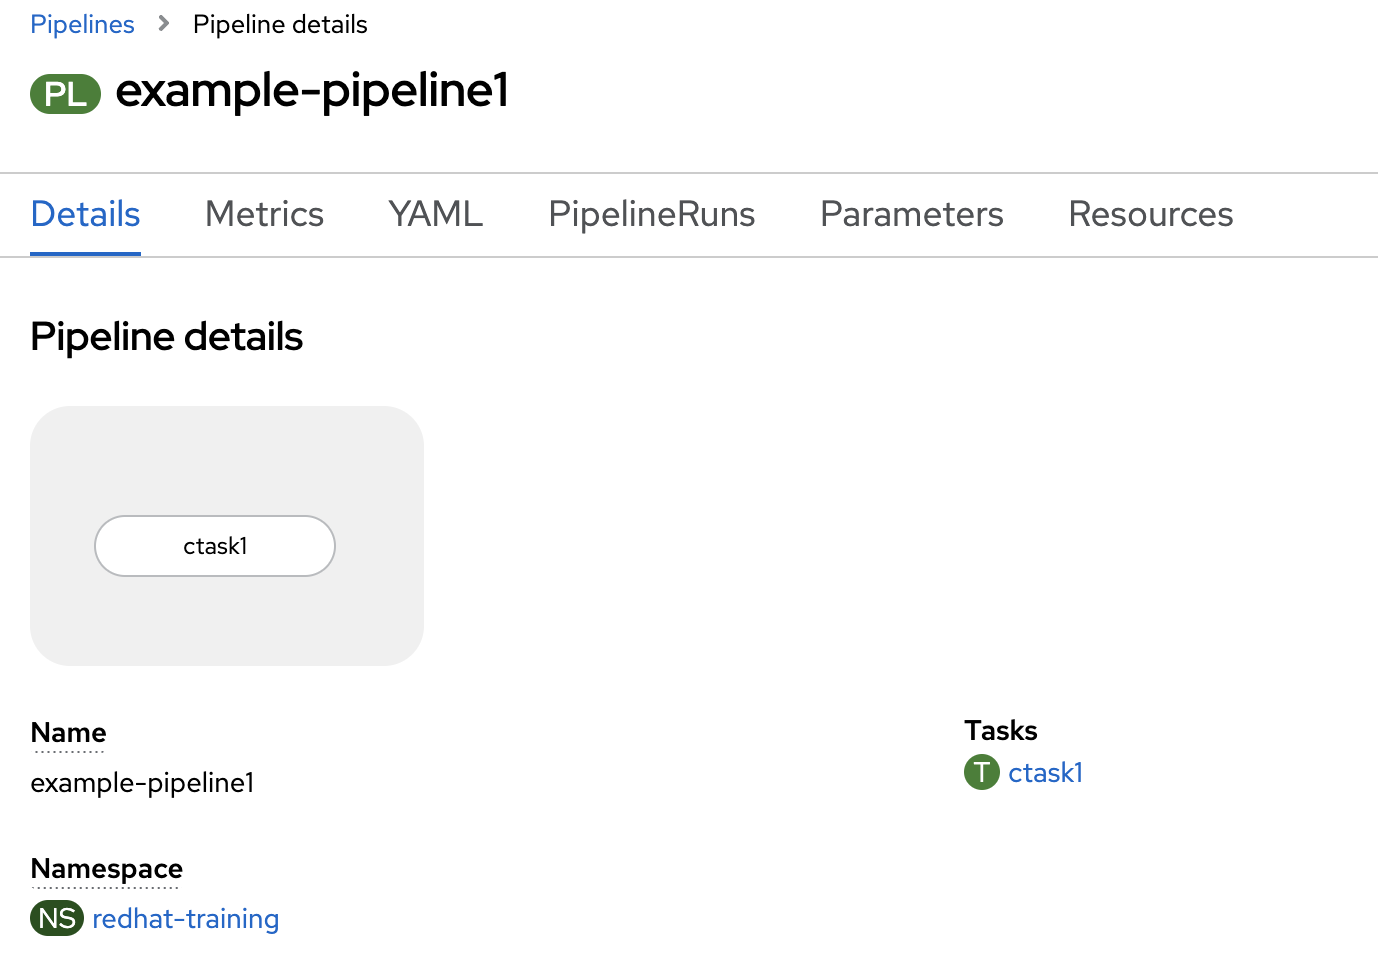 Pipelines > Pipeline details
PL example-pipeline1
Details Metrics YAML PipelineRuns Parameters Resources
Pipeline details
ctask1
Name
example-pipeline1
Tasks
T ctask1
Namespace
NS redhat-training